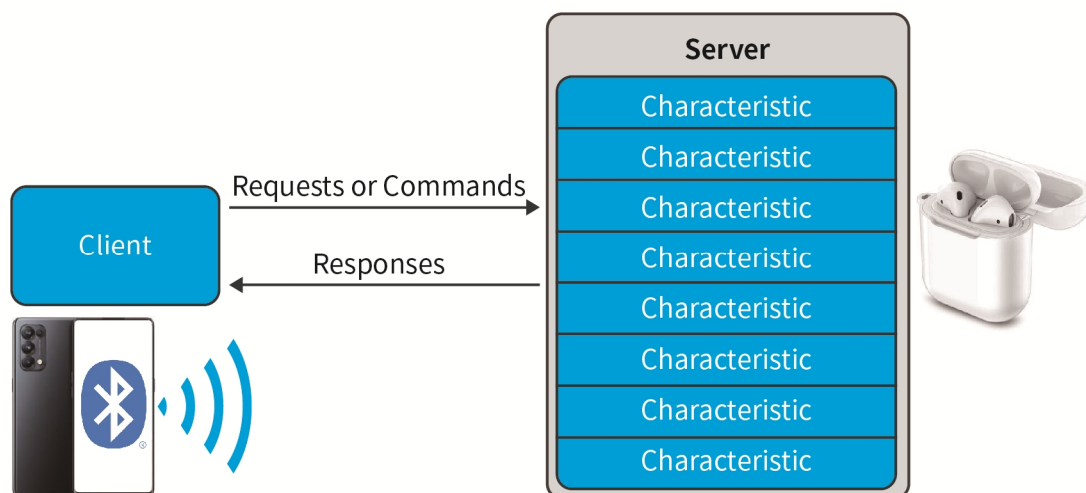 Server
Characteristic
Characteristic
Requests or Commands
Characteristic
Client
Characteristic
Responses
Characteristic
Characteristic
Characteristic
Characteristic